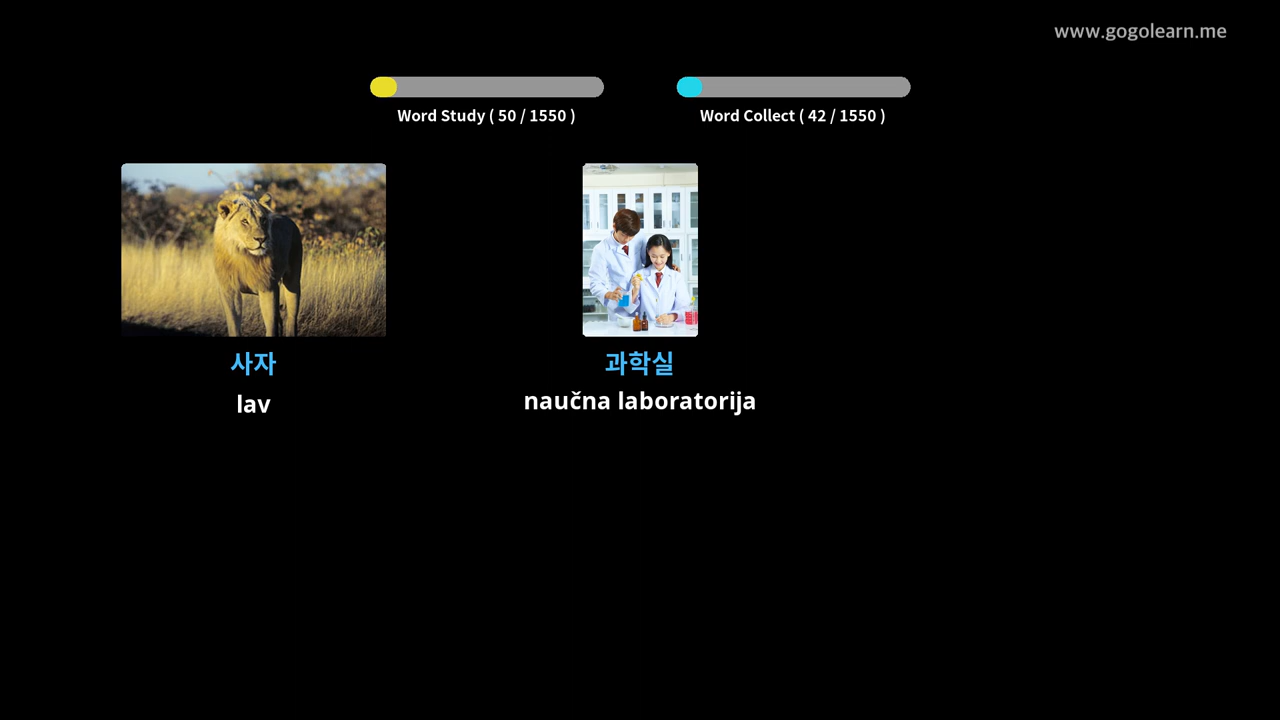 www.gogolearn.me
Word Study ( 50 / 1550 )
Word Collect ( 42 / 1550 )
사자
lav
과학실
naučna laboratorija